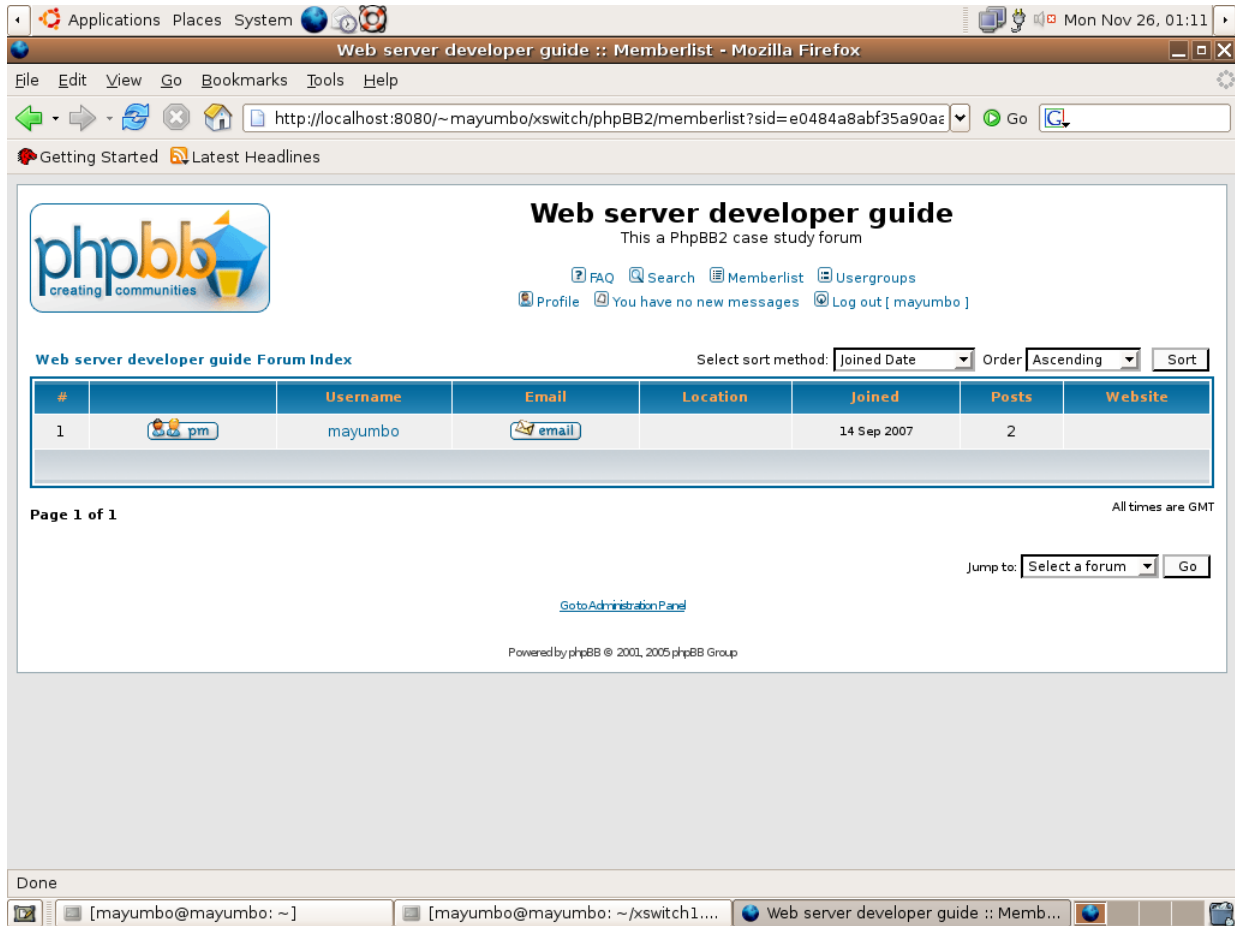 Applications Places System Mon Nov 26, 01:11
Web server developer guide :: Memberlist - Mozilla Firefox
File Edit View Go Bookmarks Tools Help
http://localhost:8080/~mayumbo/xswitch/phpBB2/memberlist?sid=e0484a8abf35a90aa Go G
Getting Started Latest Headlines
phpbb
creating communities
Web server developer guide
This a PhpBB2 case study forum
FAQ Search Memberlist Usergroups
Profile You have no new messages Log out [ mayumbo ]
Web server developer guide Forum Index Select sort method: Joined Date Order Ascending Sort
# Username Email Location Joined Posts Website
1 pm mayumbo email 14 Sep 2007 2
Page 1 of 1 All times are GMT
Jump to: Select a forum Go
Go to Administration Panel
Powered by phpBB © 2001, 2005 phpBB Group
Done
[mayumbo@mayumbo: ~] [mayumbo@mayumbo: ~/xswitch1.... Web server developer guide :: Memb...